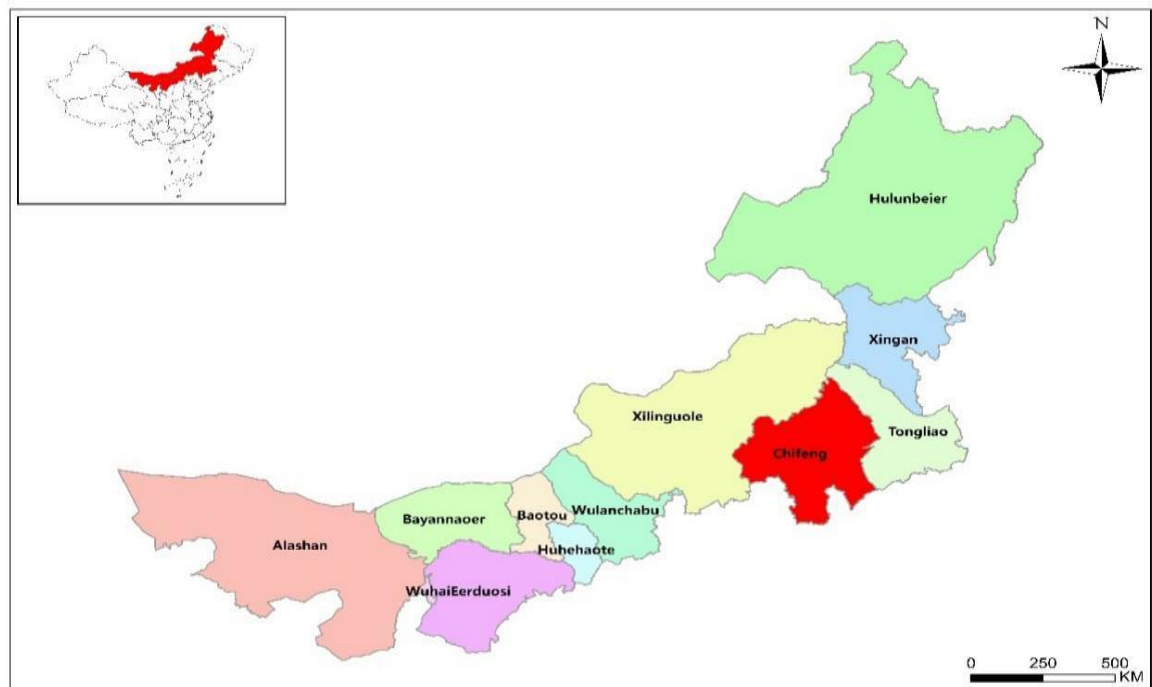 N
Hulunbeier
Xingan
Xilinguole
Tongliao
Chifeng
Bayannaoer
Baotou
Wulanchabu
Alashan
Huhehaote
WuhaiEerduosi
0 250 500
KM